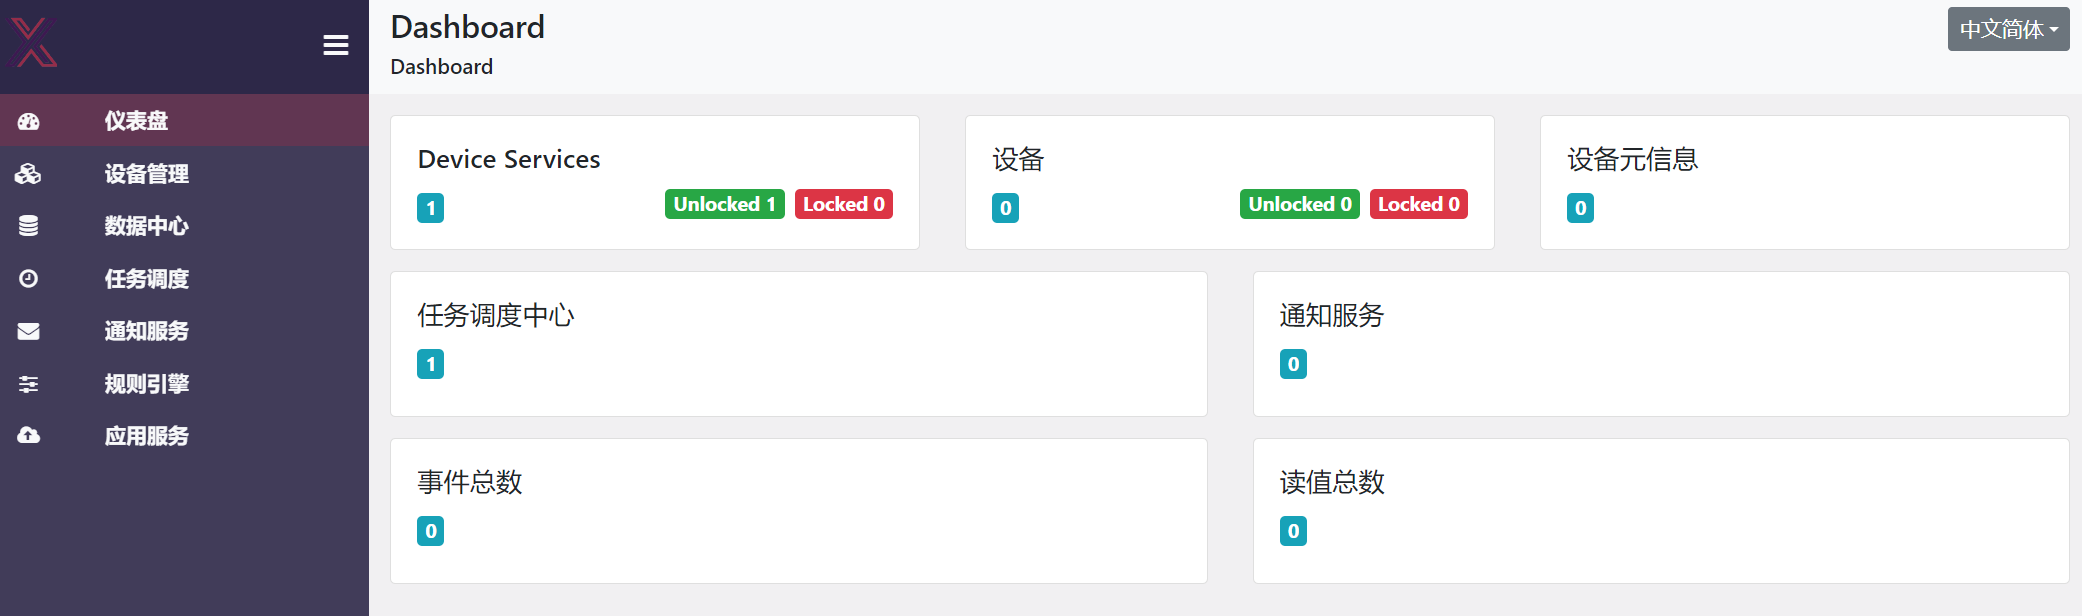 Dashboard
Dashboard
中文简体
仪表盘
设备管理
数据中心
任务调度
通知服务
规则引擎
应用服务
Device Services
1
Unlocked 1
Locked 0
设备
0
Unlocked 0
Locked 0
设备元信息
0
任务调度中心
1
通知服务
0
事件总数
0
读值总数
0